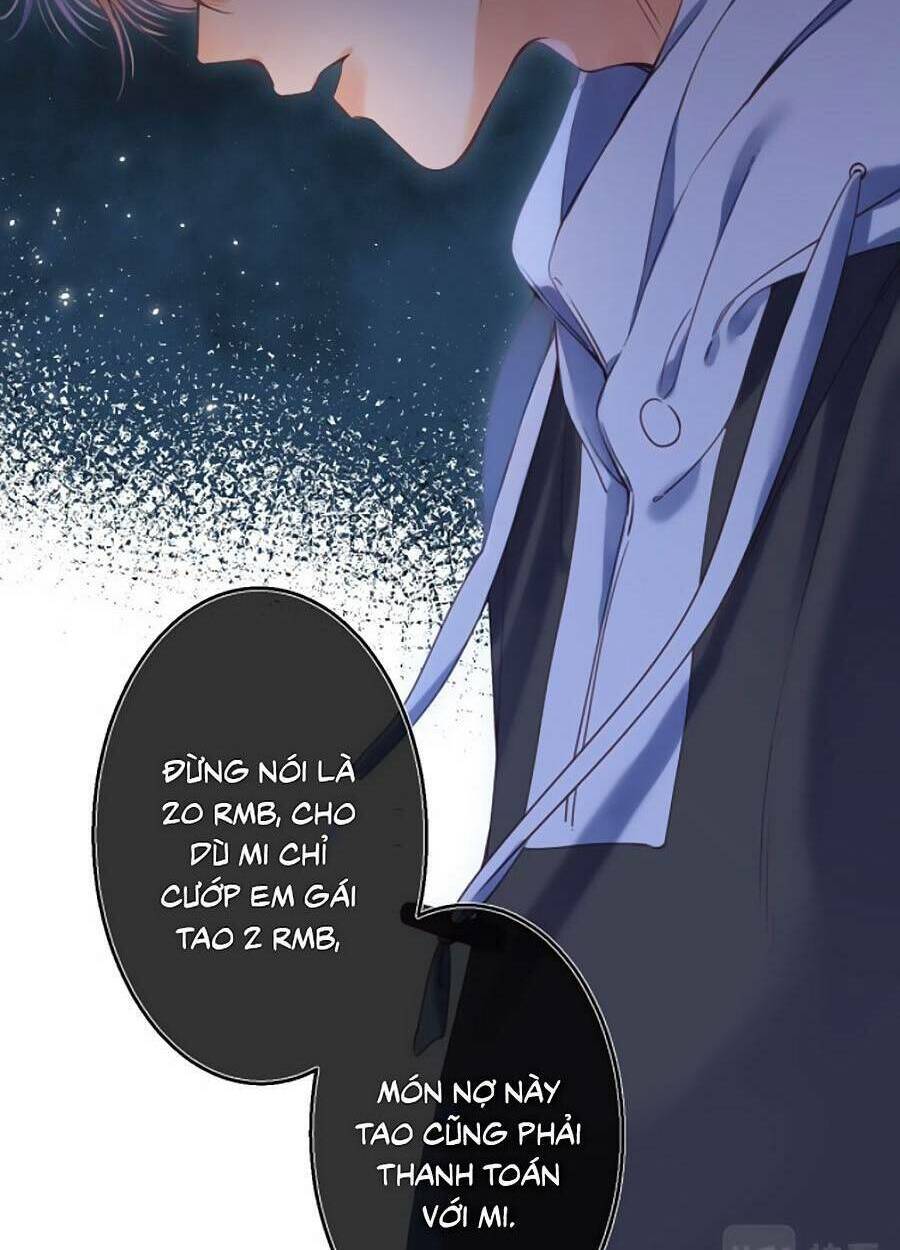 ĐỪNG NÓI LÀ
20 RMB, CHO
DÙ MI CHỈ
CƯỚP EM GÁI
TAO 2 RMB,
MÓN NỢ NÀY
TAO CŨNG PHẢI
THANH TOÁN
VỚI MI.